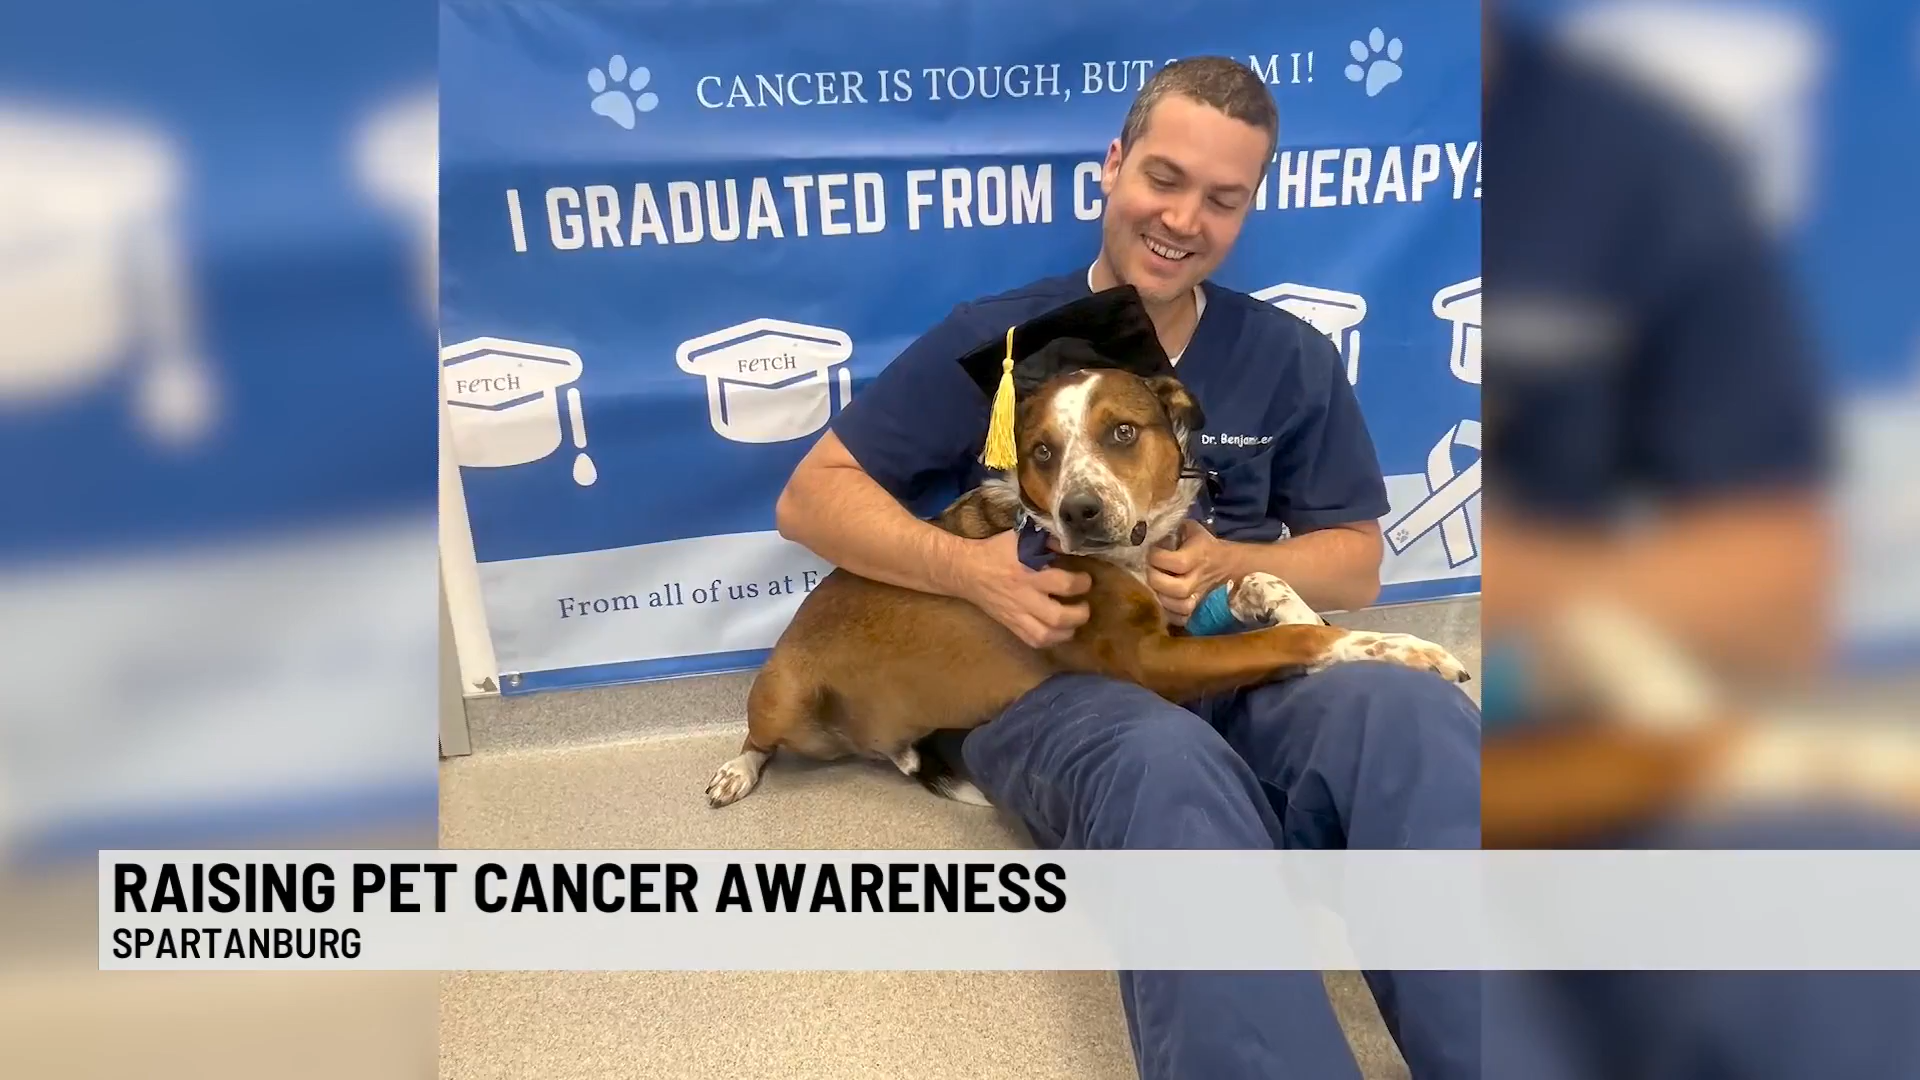 CANCER IS TOUGH, BUT M I!
I GRADUATED FROM THERAPY!
FETCH
FETCH
Dr.
From all of us at
RAISING PET CANCER AWARENESS
SPARTANBURG